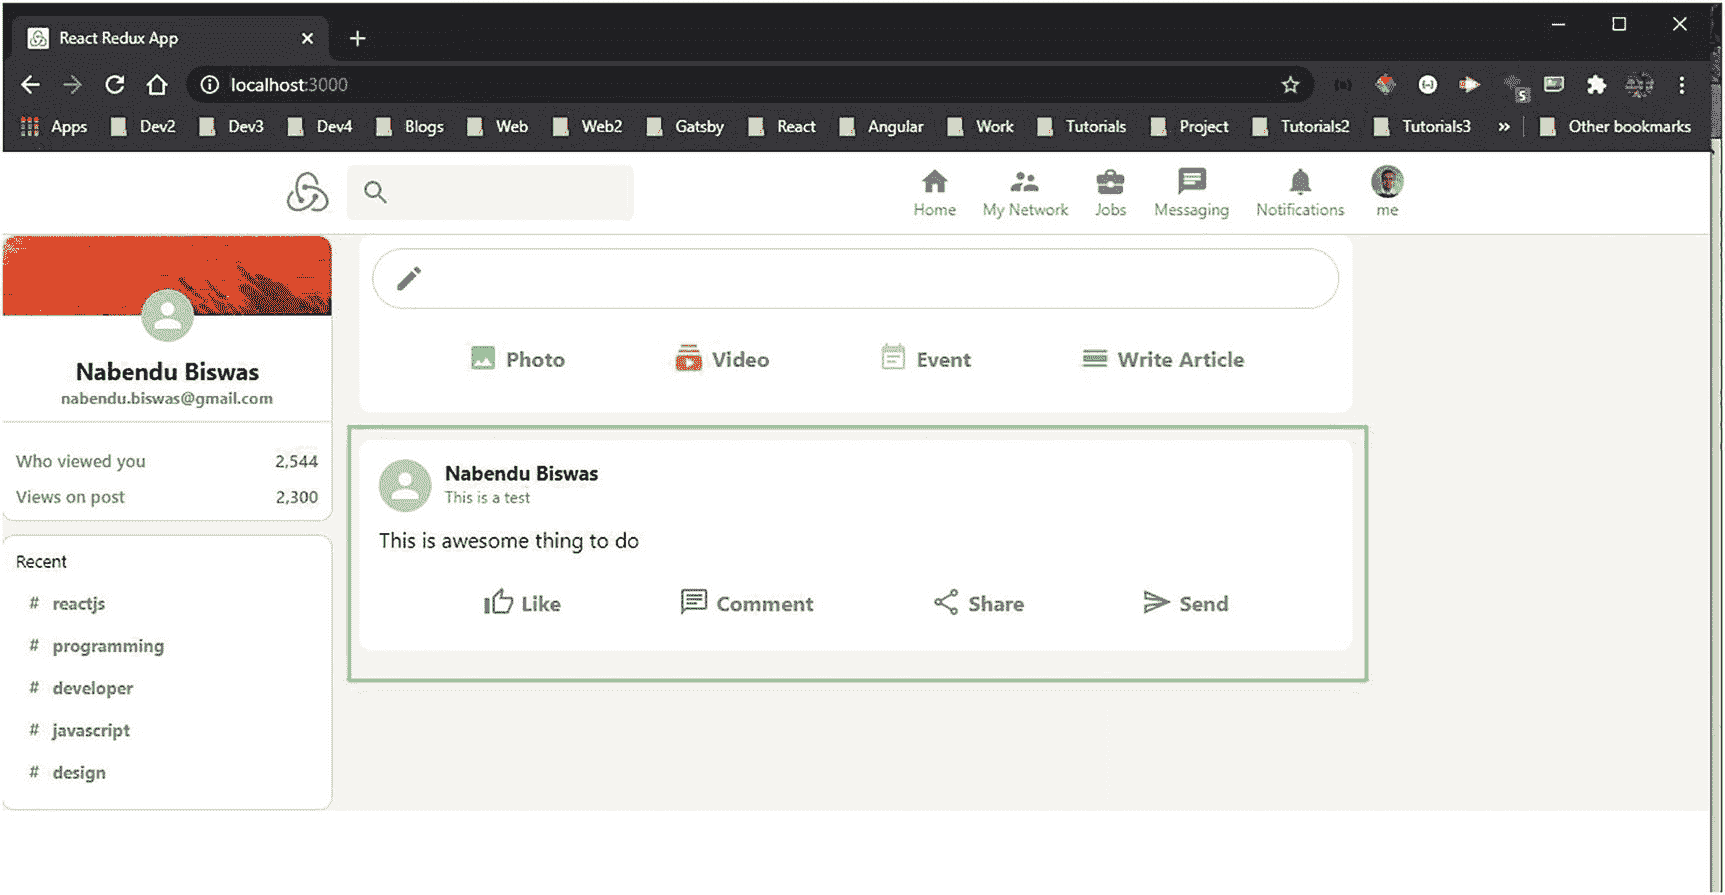 React Redux App
localhost:3000
Apps Dev2 Dev3 Dev4 Blogs Web Web2 Gatsby React Angular Work Tutorials Project Tutorials2 Tutorials3 » Other bookmarks
Home My Network Jobs Messaging Notifications me
Nabendu Biswas
nabendu.biswas@gmail.com
Who viewed you 2,544
Views on post 2,300
Recent
# reactjs
# programming
# developer
# javascript
# design
Photo Video Event Write Article
Nabendu Biswas
This is a test
This is awesome thing to do
Like Comment Share Send